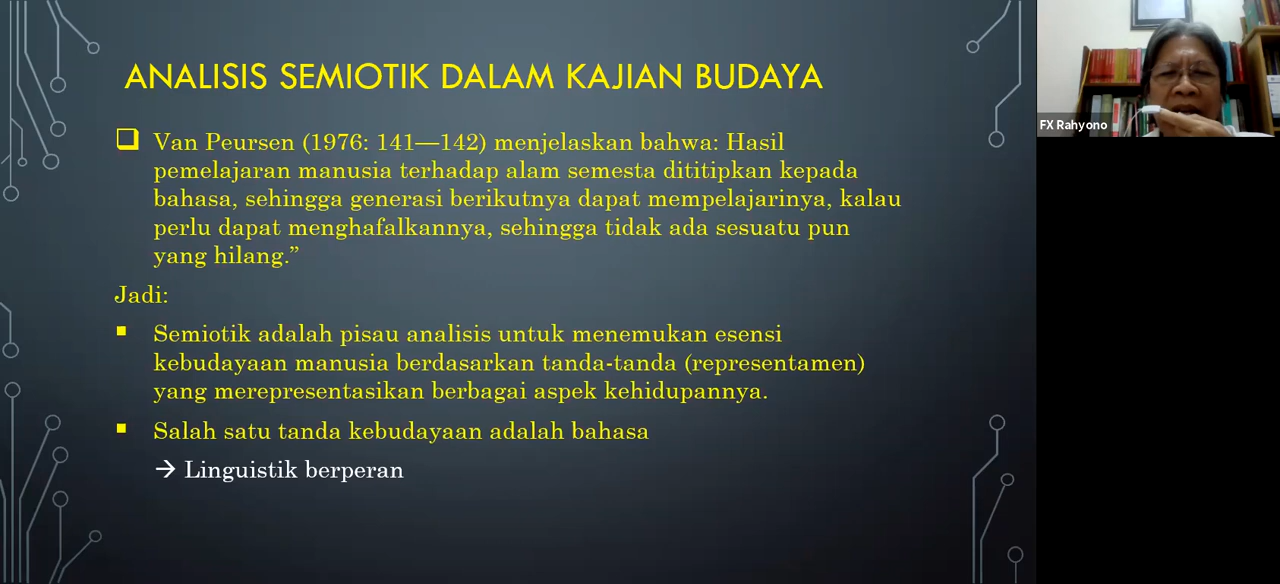 ANALISIS SEMIOTIK DALAM KAJIAN BUDAYA
Van Peursen (1976: 141—142) menjelaskan bahwa: Hasil
pemelajaran manusia terhadap alam semesta dititipkan kepada
bahasa, sehingga generasi berikutnya dapat mempelajarinya, kalau
perlu dapat menghafalkannya, sehingga tidak ada sesuatu pun
yang hilang.”
Jadi:
Semiotik adalah pisau analisis untuk menemukan esensi
kebudayaan manusia berdasarkan tanda-tanda (representamen)
yang merepresentasikan berbagai aspek kehidupannya.
Salah satu tanda kebudayaan adalah bahasa
→ Linguistik berperan
FX Rahyono